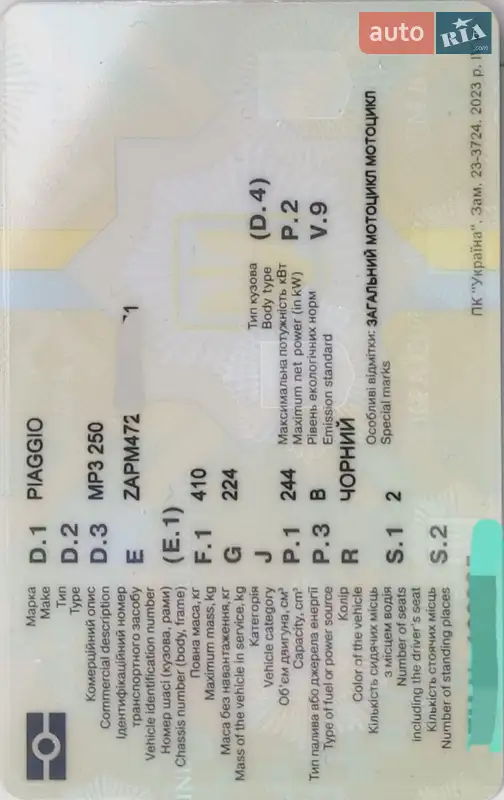 auto RIA .com
Марка D.1 PIAGGIO
Make
Тип D.2
Type
Комерційний опис D.3 MP3 250
Commercial description
Ідентифікаційний номер
транспортного засобу E ZAPM472
Vehicle identification number
Номер шасі (кузова, рами) (E.1)
Chassis number (body, frame)
Повна маса, кг F.1 410
Maximum mass, kg
Маса без навантаження, кг G 224
Mass of the vehicle in service, kg
Категорія J Тип кузова (D.4)
Vehicle category Body type
Об'єм двигуна, см³ P.1 244 Максимальна потужність кВт P.2
Capacity, cm³ Maximum net power (in kW)
Тип палива або джерела енергії P.3 B Рівень екологічних норм V.9
Type of fuel or power source Emission standard
Колір R ЧОРНИЙ
Color of the vehicle
Кількість сидячих місць S.1 2 Особливі відмітки: ЗАГАЛЬНИЙ МОТОЦИКЛ МОТОЦИКЛ
з місцем водія Special marks
Number of seats
including the driver's seat
Кількість стоячих місць S.2
Number of standing places
ПК "Україна". Зам. 23-3724. 2023 р.